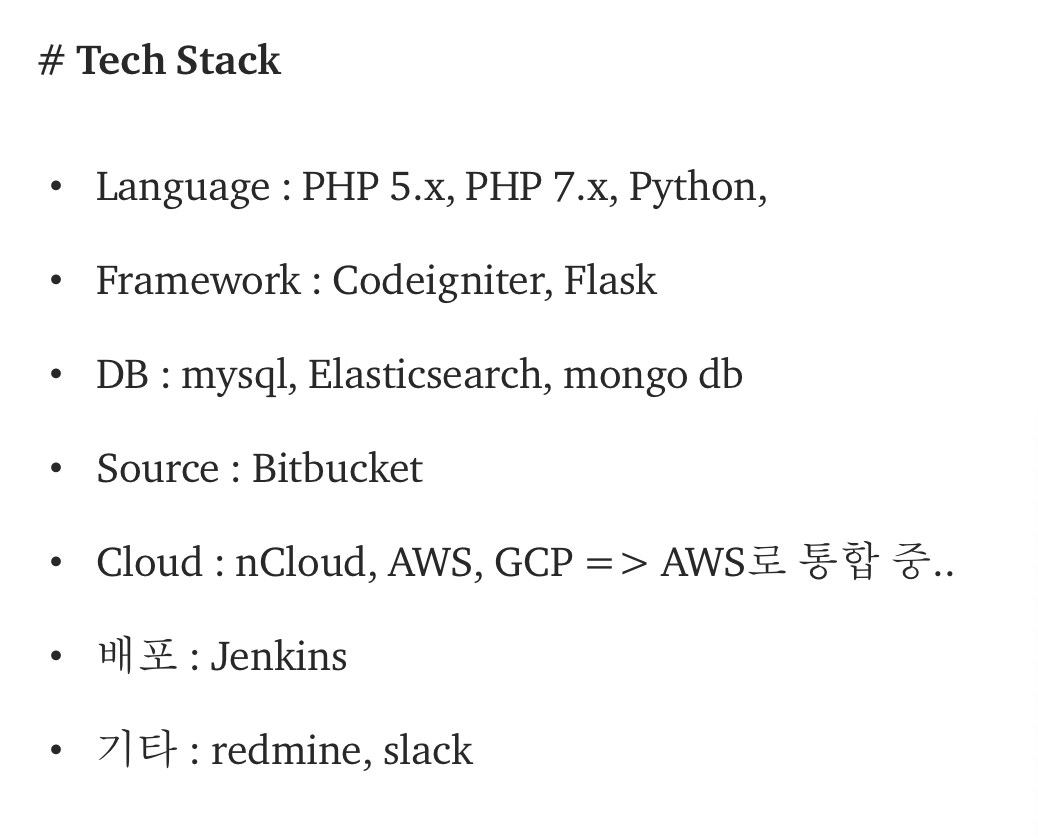 # Tech Stack
• Language : PHP 5.x, PHP 7.x, Python,
• Framework : Codeigniter, Flask
• DB : mysql, Elasticsearch, mongo db
• Source : Bitbucket
• Cloud : nCloud, AWS, GCP => AWS로 통합 중..
• 배포 : Jenkins
• 기타 : redmine, slack